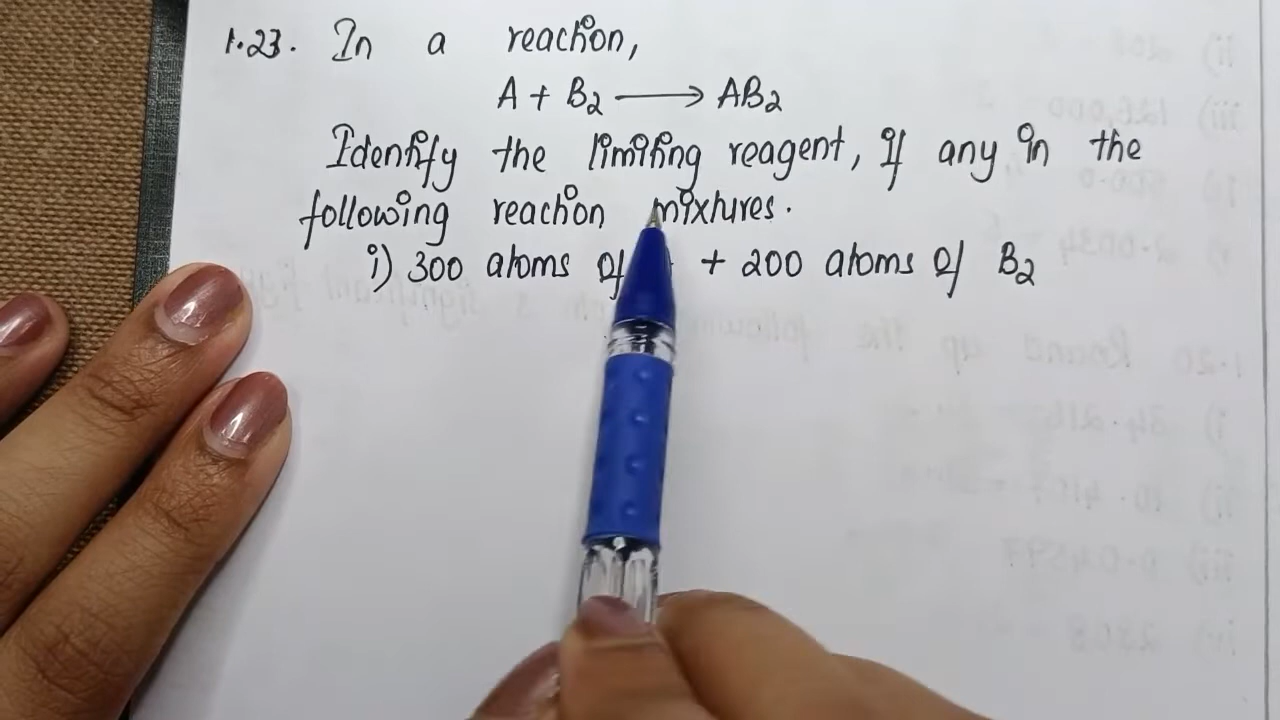 1.23. In a reaction,
A + B2 ⟶ AB2
Identify the limiting reagent, if any in the
following reaction mixtures.
i) 300 atoms of + 200 atoms of B2